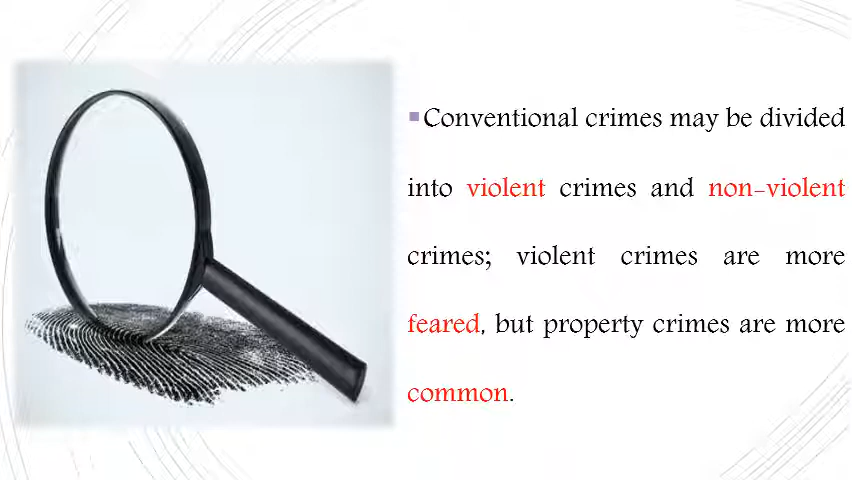 Conventional crimes may be divided
into violent crimes and non-violent
crimes; violent crimes are more
feared, but property crimes are more
common.